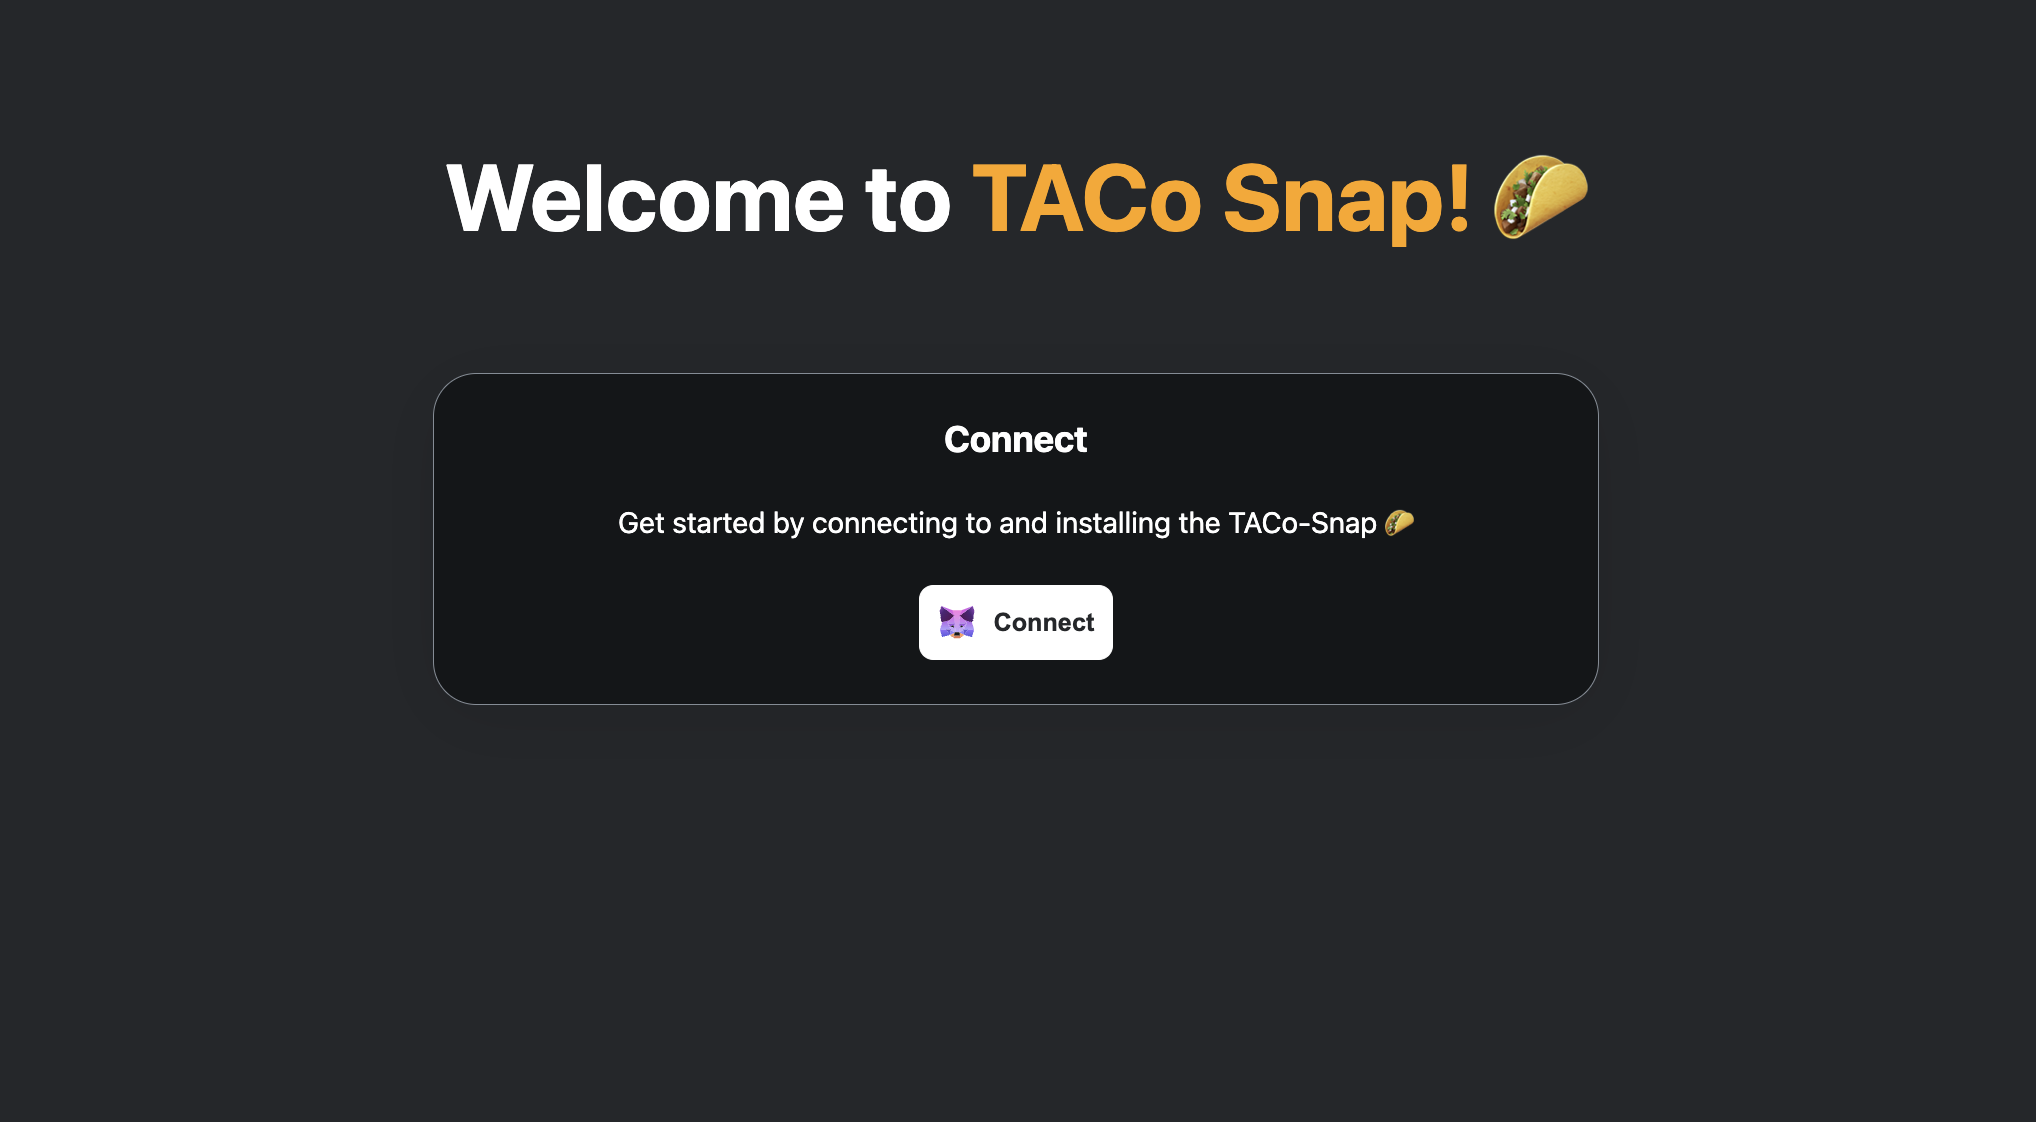 Welcome to TACo Snap! 🌮
Connect
Get started by connecting to and installing the TACo-Snap 🌮
Connect